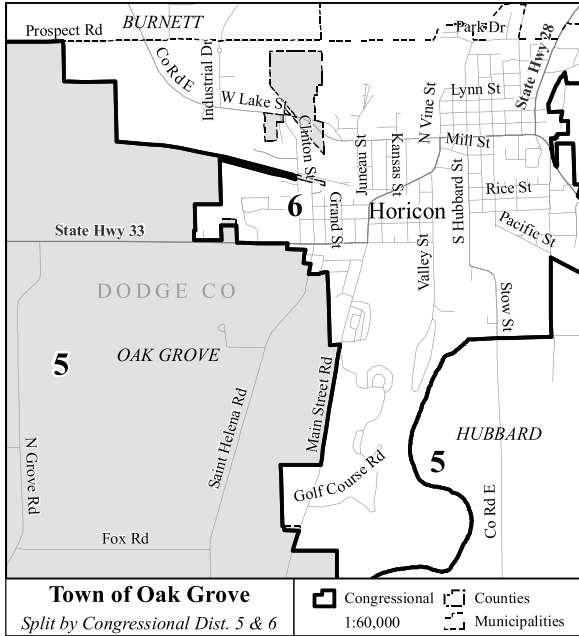 BURNETT
Prospect Rd
Park Dr
Co Rd E
Industrial Dr
State Hwy 28
Lynn St
W Lake St
N Vine St
Clinton St
Juneau St
Kansas St
Mill St
S Hubbard St
Rice St
6
Grand St
Horicon
State Hwy 33
Pacific St
Valley St
DODGE CO
Stow St
OAK GROVE
5
Saint Helena Rd
Main Street Rd
HUBBARD
5
N Grove Rd
Golf Course Rd
Co Rd E
Fox Rd
Town of Oak Grove
Split by Congressional Dist. 5 & 6
Congressional
Counties
1:60,000
Municipalities